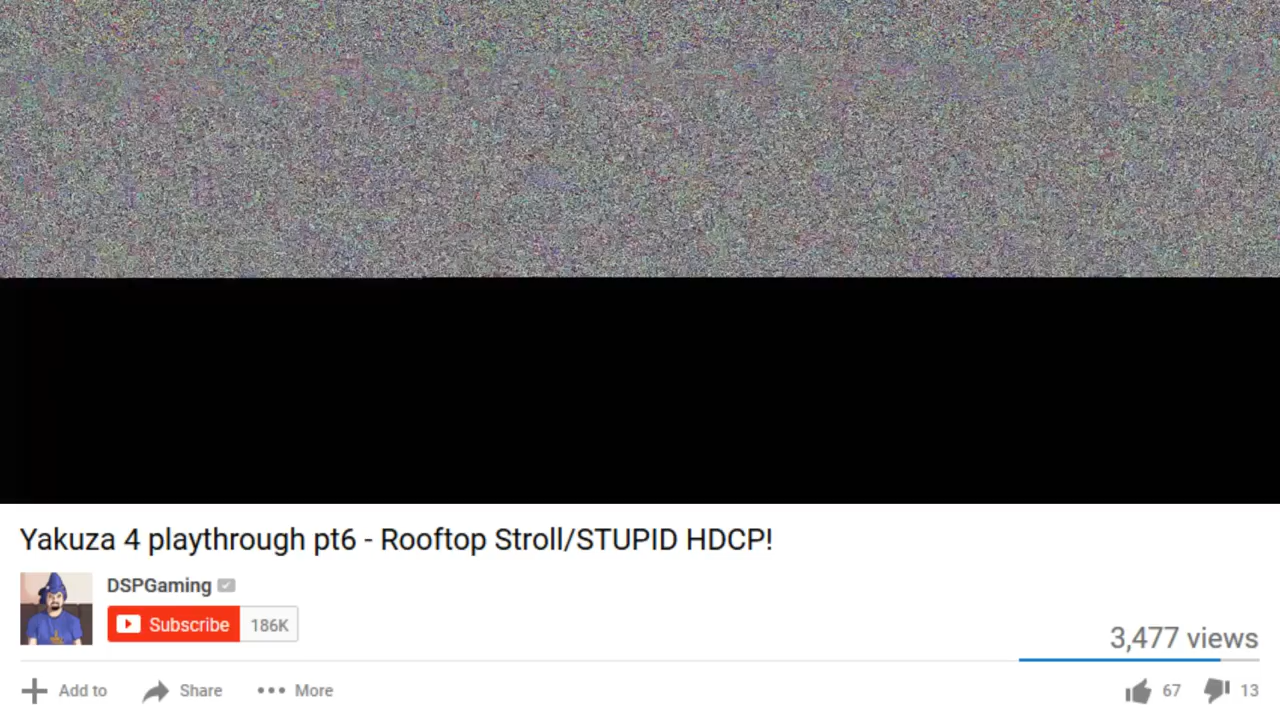 Yakuza 4 playthrough pt6 - Rooftop Stroll/STUPID HDCP!
DSPGaming
Subscribe 186K
3,477 views
Add to Share More 67 13